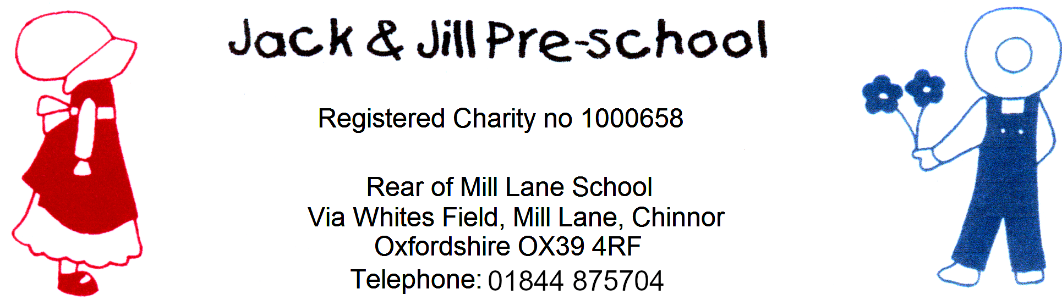 Jack & Jill Pre-school
Registered Charity no 1000658
Rear of Mill Lane School
Via Whites Field, Mill Lane, Chinnor
Oxfordshire OX39 4RF
Telephone: 01844 875704